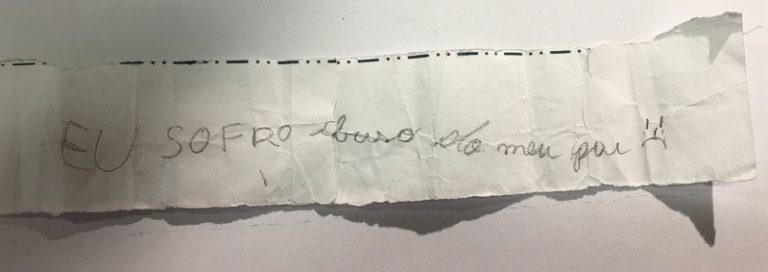 EU SOFRO abuso do meu pai :(